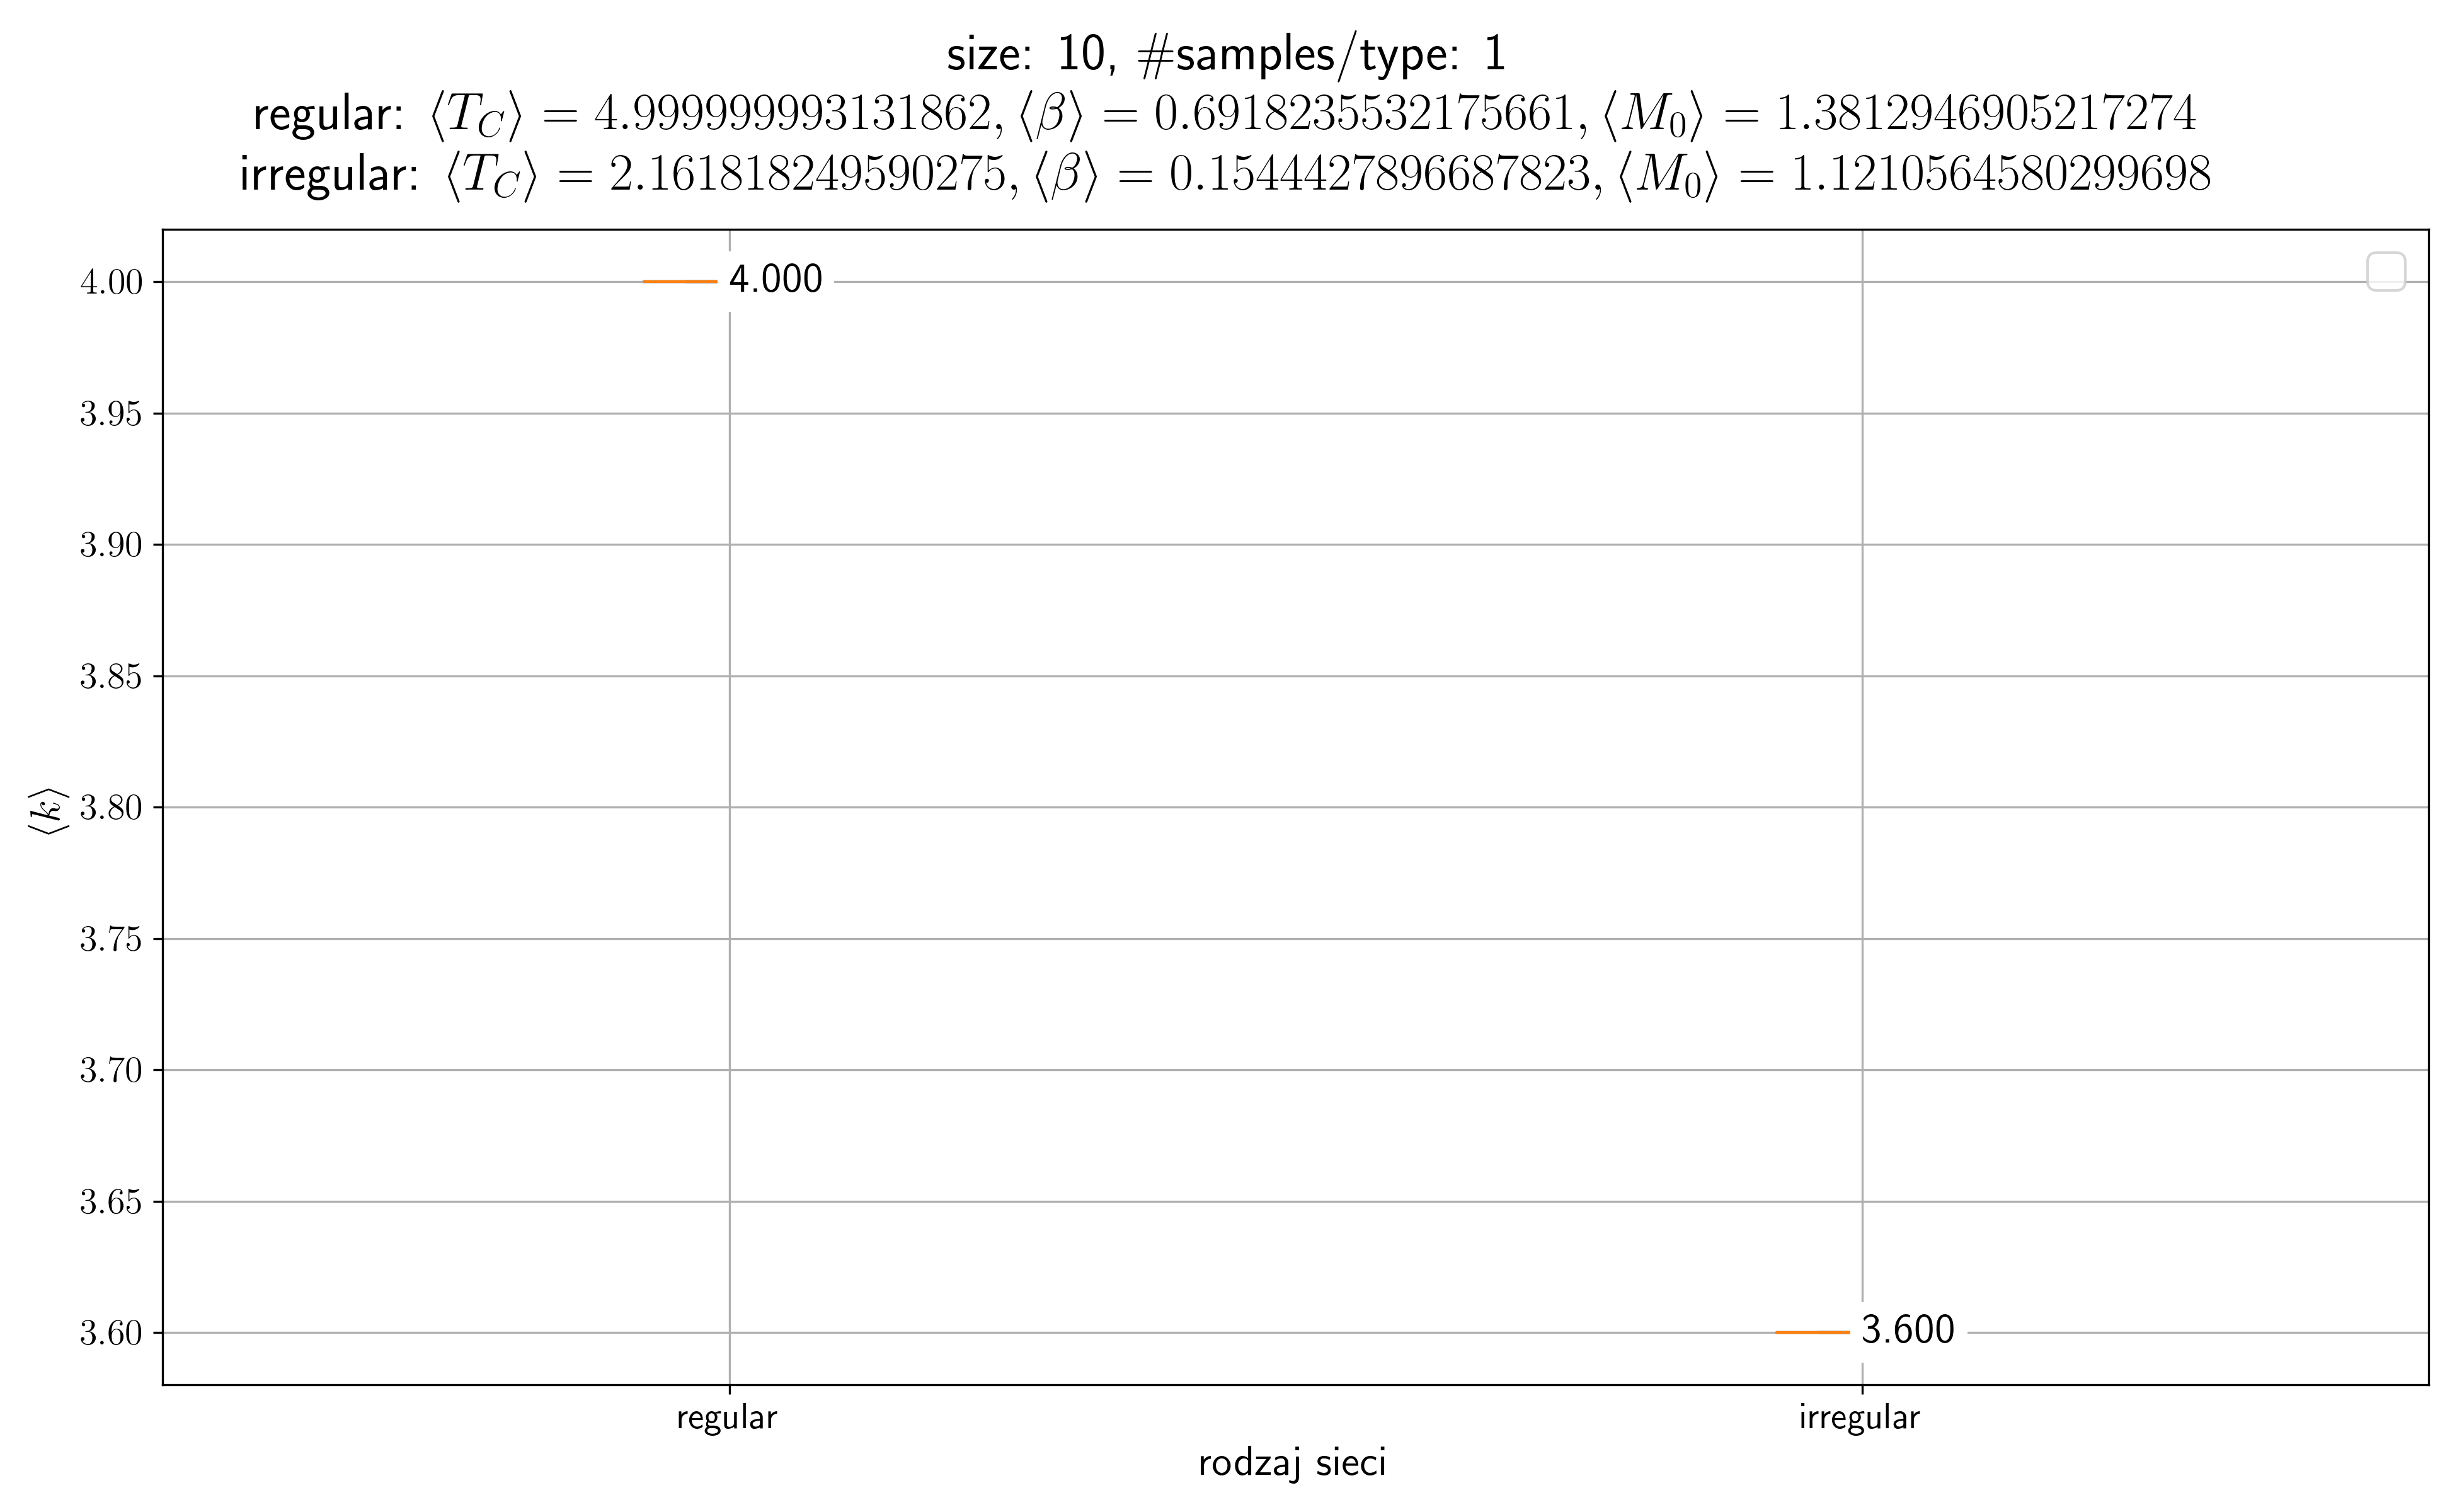 size: 10, #samples/type: 1
regular: ⟨T_C⟩ = 4.999999993131862, ⟨β⟩ = 0.6918235532175661, ⟨M_0⟩ = 1.3812946905217274
irregular: ⟨T_C⟩ = 2.161818249590275, ⟨β⟩ = 0.1544427896687823, ⟨M_0⟩ = 1.1210564580299698
4.00
4.000
3.95
3.90
3.85
3.80
⟨k⟩
3.75
3.70
3.65
3.60
3.600
regular
irregular
rodzaj sieci